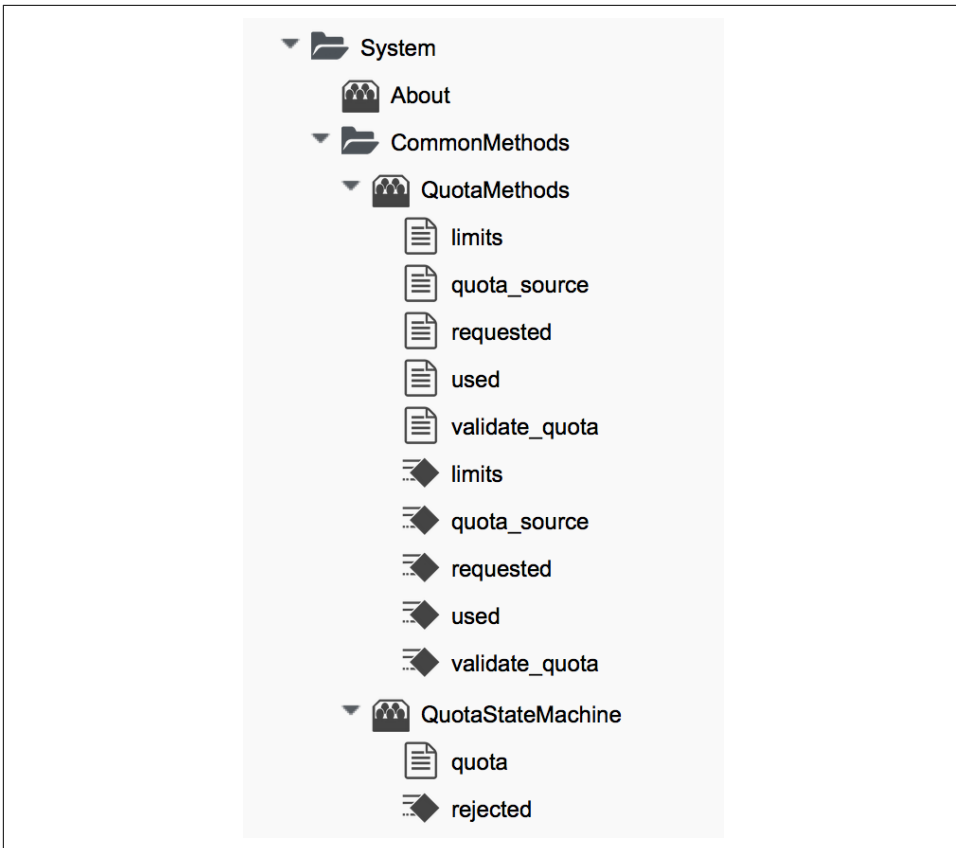 System
About
CommonMethods
QuotaMethods
limits
quota_source
requested
used
validate_quota
limits
quota_source
requested
used
validate_quota
QuotaStateMachine
quota
rejected